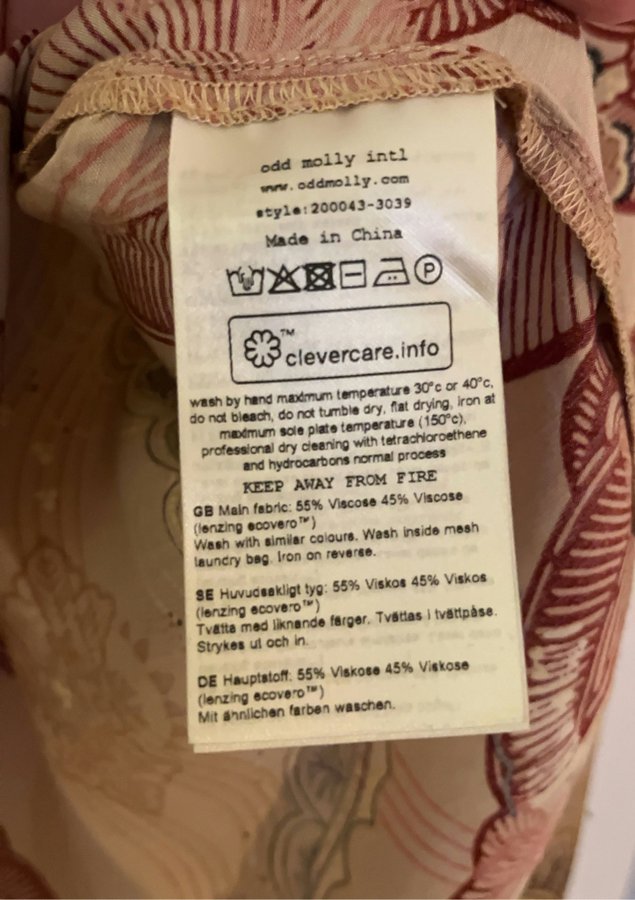 odd molly intl
www.oddmolly.com
style:200043-3039
Made in China
P
™
clevercare.info
wash by hand maximum temperature 30°c or 40°c,
do not bleach, do not tumble dry, flat drying, iron at
maximum sole plate temperature (150°c),
professional dry cleaning with tetrachloroethene
and hydrocarbons normal process
KEEP AWAY FROM FIRE
GB Main fabric: 55% Viscose 45% Viscose
(lenzing ecovero™)
Wash with similar colours. Wash inside mesh
laundry bag. Iron on reverse.
SE Huvudsakligt tyg: 55% Viskos 45% Viskos
(lenzing ecovero™)
Tvätta med liknande färger. Tvättas i tvättpåse.
Strykes ut och in.
DE Hauptstoff: 55% Viskose 45% Viskose
(lenzing ecovero™)
Mit ähnlichen farben waschen.